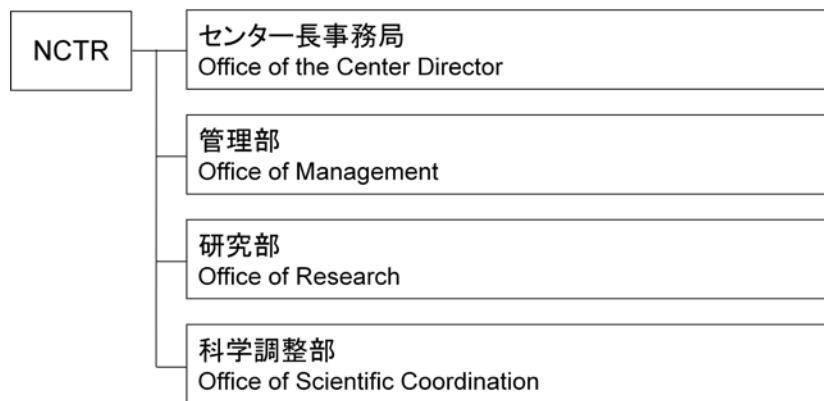 NCTR
センター長事務局
Office of the Center Director
管理部
Office of Management
研究部
Office of Research
科学調整部
Office of Scientific Coordination